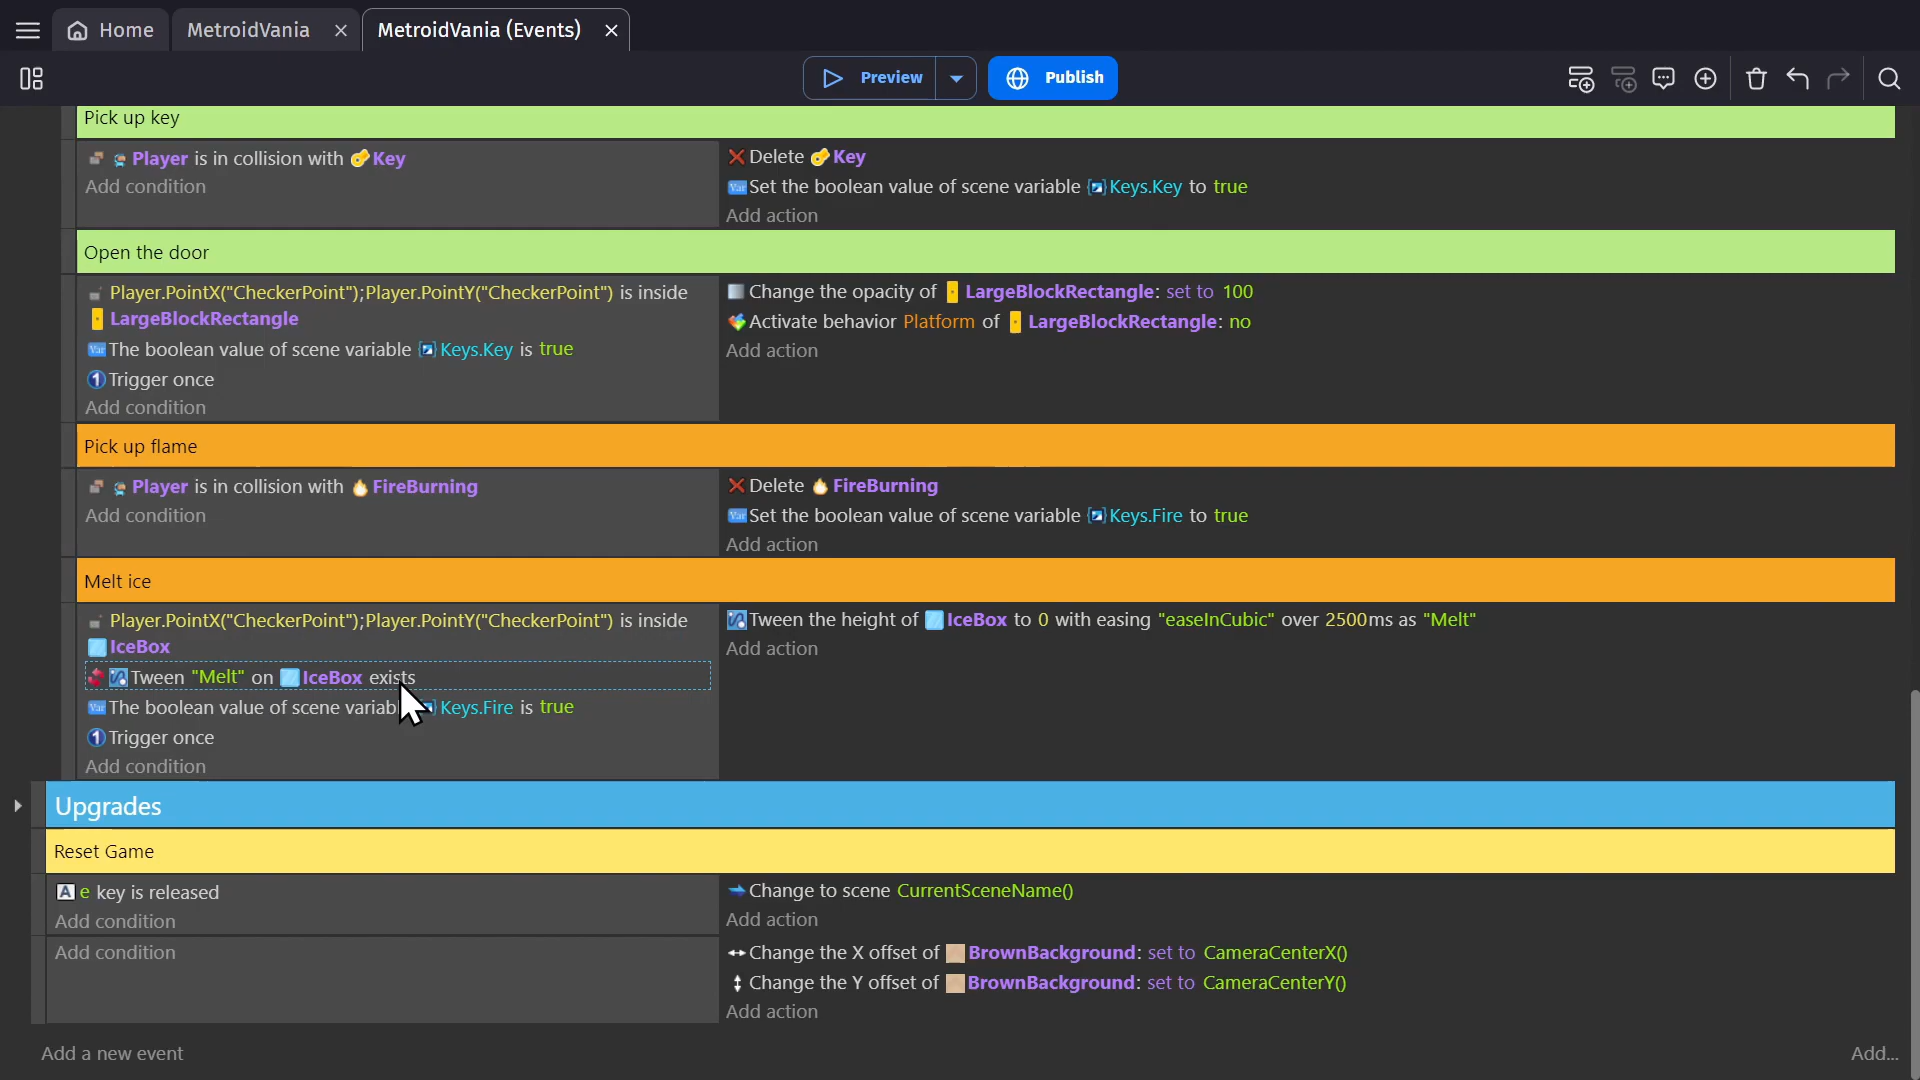 Home
MetroidVania
MetroidVania (Events)
Preview
Publish
Pick up key
Player is in collision with Key
Add condition
Delete Key
Var Set the boolean value of scene variable Keys.Key to true
Add action
Open the door
Player.PointX("CheckerPoint");Player.PointY("CheckerPoint") is inside
LargeBlockRectangle
Var The boolean value of scene variable Keys.Key is true
1 Trigger once
Add condition
Change the opacity of LargeBlockRectangle: set to 100
Activate behavior Platform of LargeBlockRectangle: no
Add action
Pick up flame
Player is in collision with FireBurning
Add condition
Delete FireBurning
Var Set the boolean value of scene variable Keys.Fire to true
Add action
Melt ice
Player.PointX("CheckerPoint");Player.PointY("CheckerPoint") is inside
IceBox
Tween "Melt" on IceBox exists
Var The boolean value of scene variab Keys.Fire is true
1 Trigger once
Add condition
Tween the height of IceBox to 0 with easing "easeInCubic" over 2500ms as "Melt"
Add action
Upgrades
Reset Game
A e key is released
Add condition
Change to scene CurrentSceneName()
Add action
Add condition
Change the X offset of BrownBackground: set to CameraCenterX()
Change the Y offset of BrownBackground: set to CameraCenterY()
Add action
Add a new event
Add...